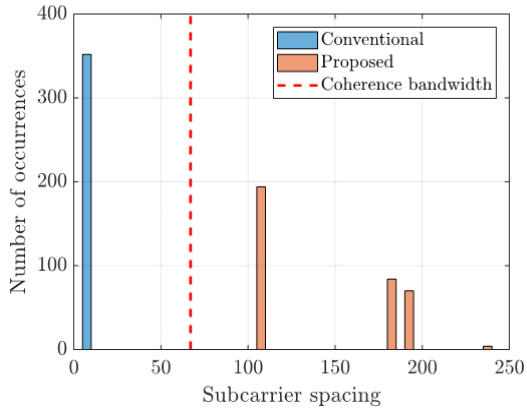 400
300
200
100
0
Number of occurrences
Conventional
Proposed
Coherence bandwidth
0 50 100 150 200 250
Subcarrier spacing